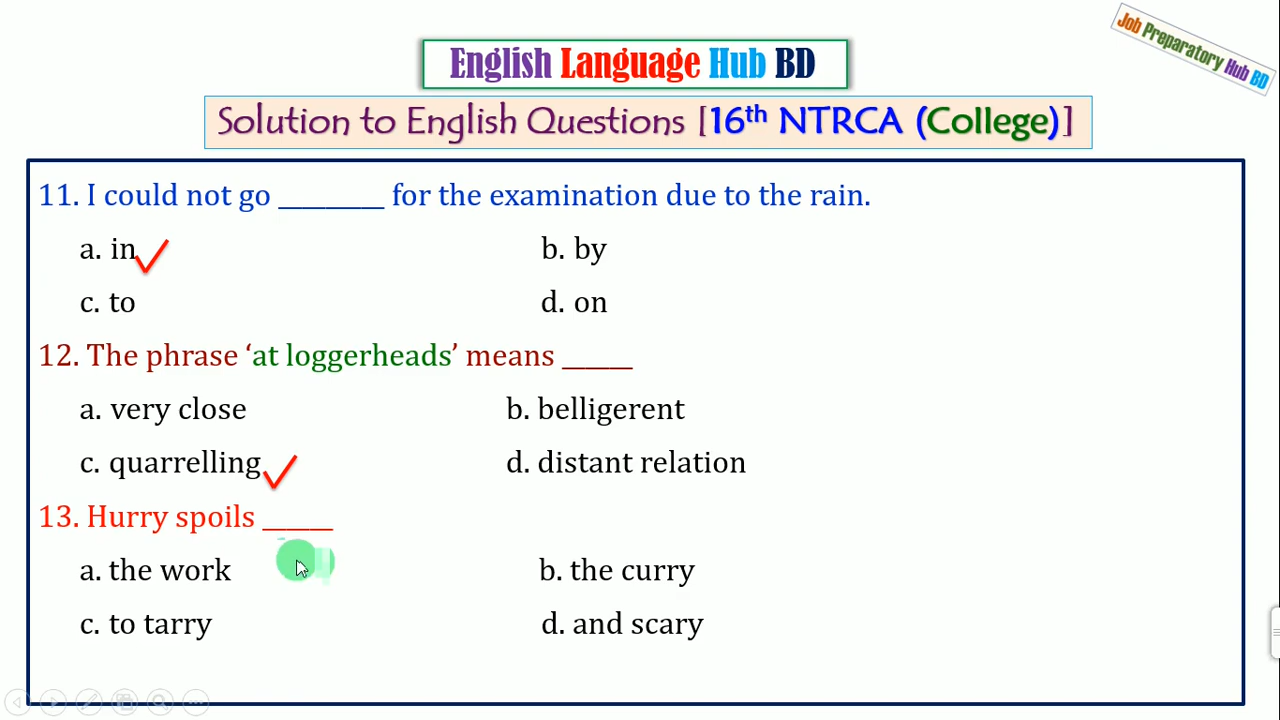 Job Preparatory Hub BD
English Language Hub BD
Solution to English Questions [16th NTRCA (College)]
11. I could not go ________ for the examination due to the rain.
a. in
b. by
c. to
d. on
12. The phrase ‘at loggerheads’ means _____
a. very close
b. belligerent
c. quarrelling
d. distant relation
13. Hurry spoils _____
a. the work
b. the curry
c. to tarry
d. and scary